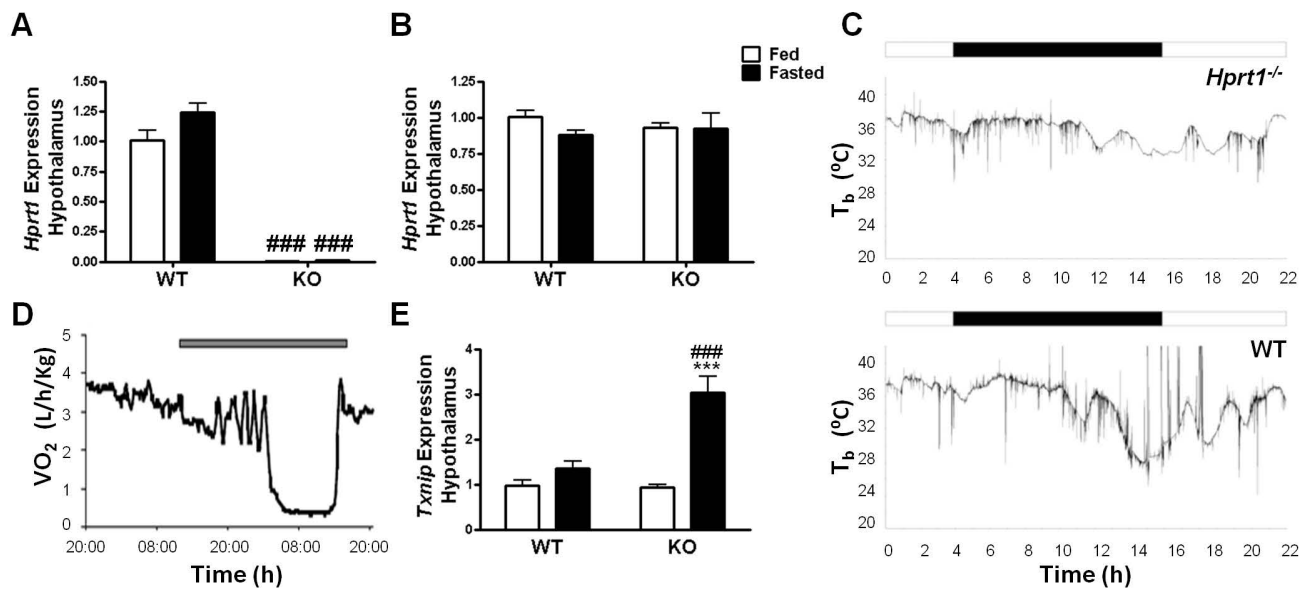 A
Hprt1 Expression
Hypothalamus
1.50
1.25
1.00
0.75
0.50
0.25
0.00
### ###
WT KO
B
Fed
Fasted
Hprt1 Expression
Hypothalamus
1.25
1.00
0.75
0.50
0.25
0.00
WT KO
C
Hprt1-/-
Tb (ºC)
40
36
32
28
24
20
0 2 4 6 8 10 12 14 16 18 20 22
WT
Tb (ºC)
40
36
32
28
24
20
0 2 4 6 8 10 12 14 16 18 20 22
Time (h)
D
VO2 (L/h/Kg)
5
4
3
2
1
0
20:00 08:00 20:00 08:00 20:00
Time (h)
E
Txnip Expression
Hypothalamus
4
3
2
1
0
###
***
WT KO